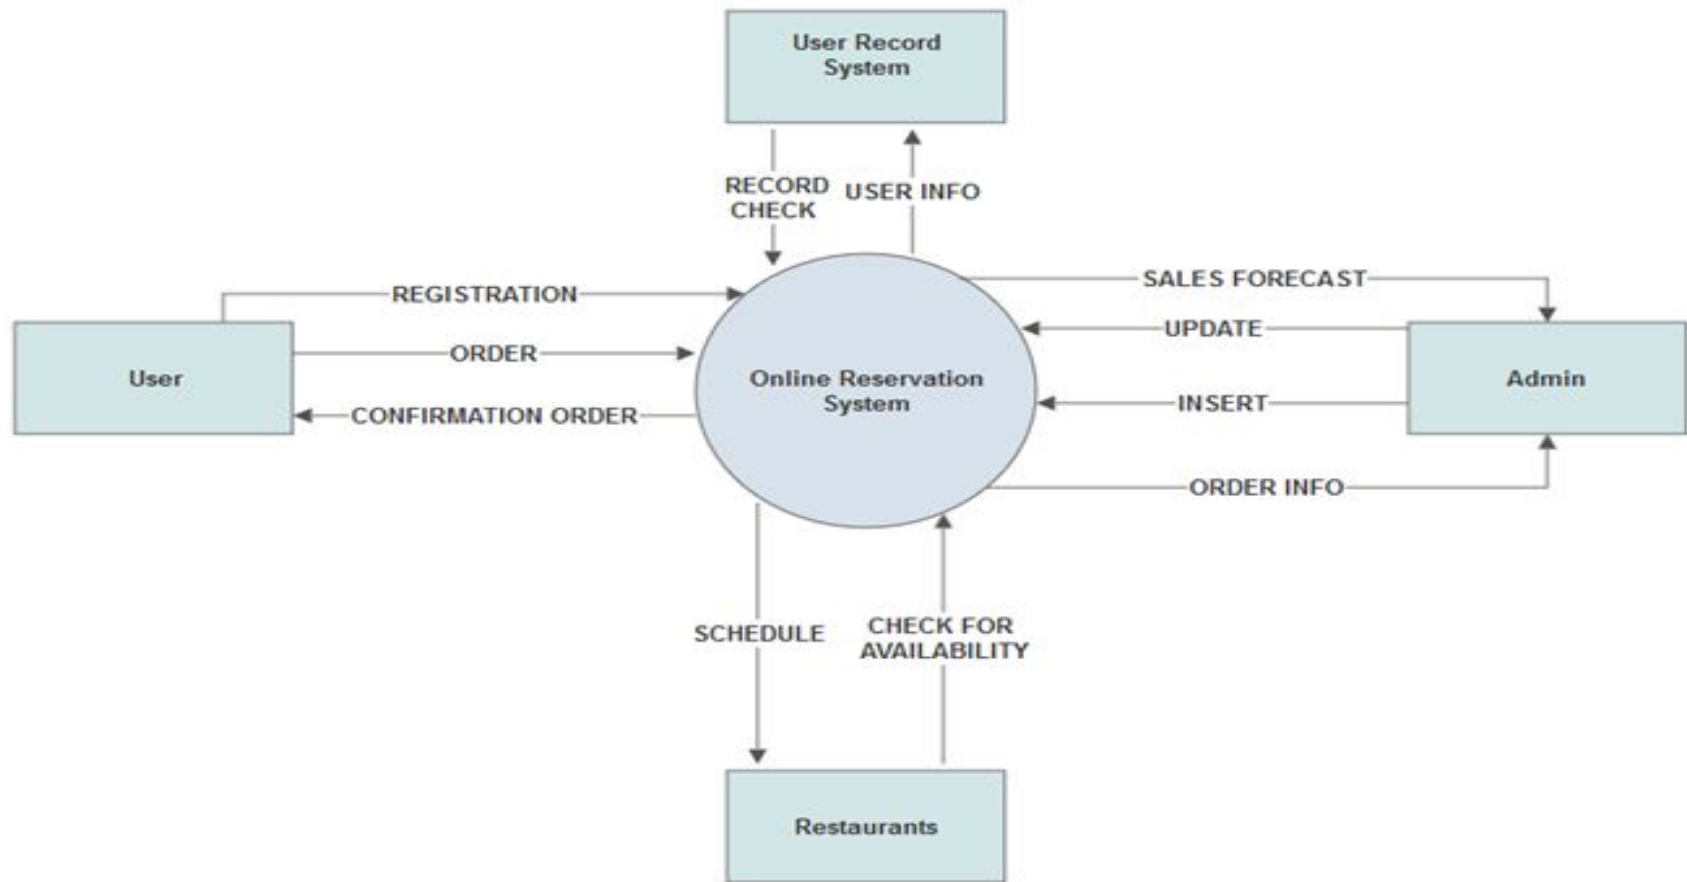 User Record
System
RECORD
CHECK
USER INFO
REGISTRATION
SALES FORECAST
UPDATE
ORDER
User
Online Reservation
System
Admin
CONFIRMATION ORDER
INSERT
ORDER INFO
SCHEDULE
CHECK FOR
AVAILABILITY
Restaurants